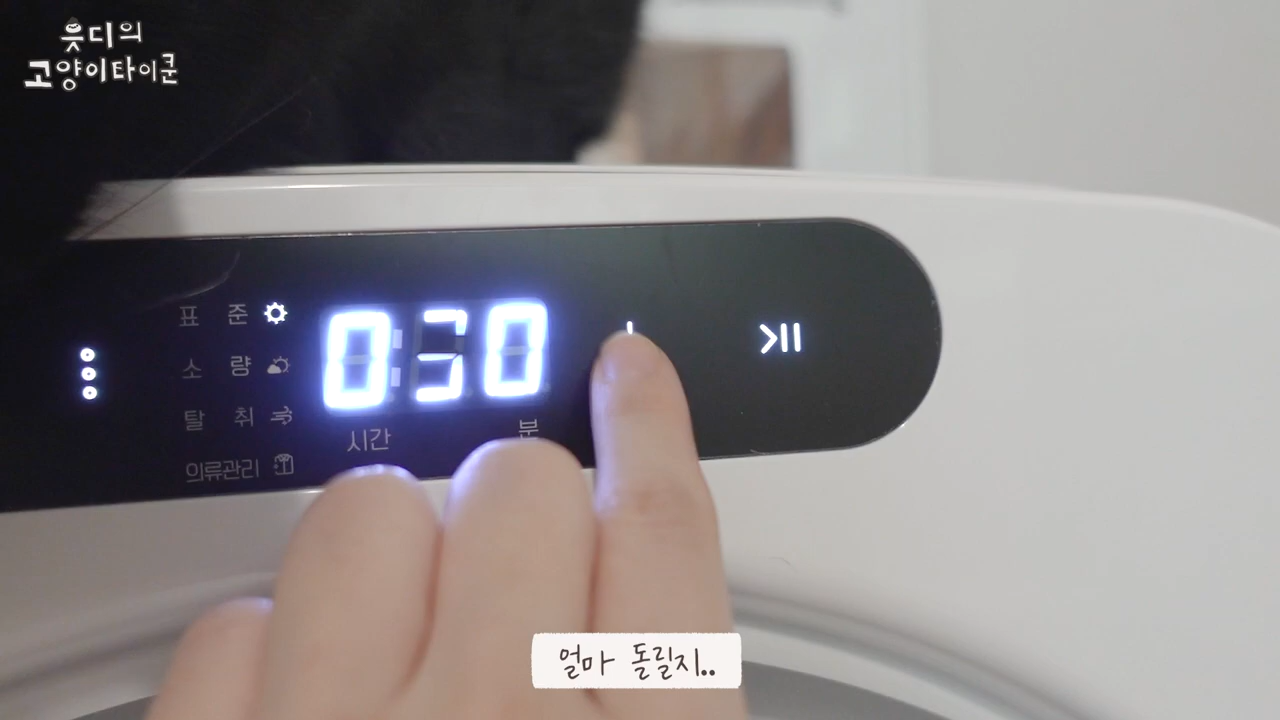 읏디의
고양이타이쿤
표 준
소 량
탈 취
의류관리
0:30
시간 분
얼마 돌릴지..